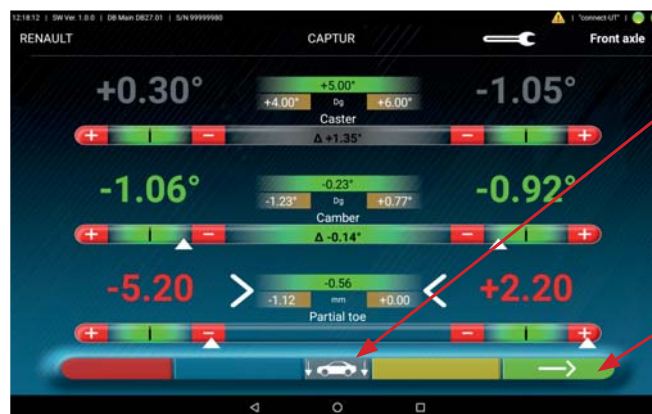 12:18:12 | SW Ver. 1.0.0 | DB Main DB27.01 | S/N 99999980 | "connect-UT" |
RENAULT CAPTUR Front axle
+0.30° +5.00° -1.05°
+4.00° Dg +6.00°
Caster
+ - Δ +1.35° - +
-1.06° -0.23° -0.92°
-1.23° Dg +0.77°
Camber
+ - Δ -0.14° - +
-5.20 -0.56 +2.20
-1.12 mm +0.00
Partial toe
+ - - +